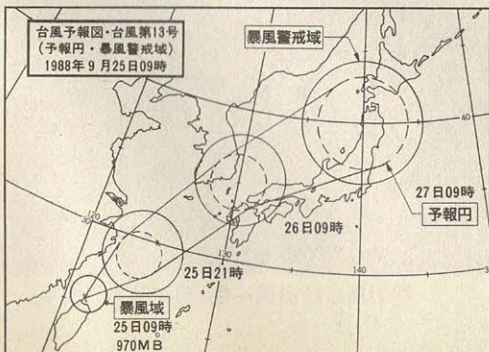 台風予報図・台風第13号
(予報円・暴風警戒域)
1988年9月25日09時
暴風警戒域
40
27日09時
予報円
26日09時
120
30
130
140
25日21時
暴風域
25日09時
970MB